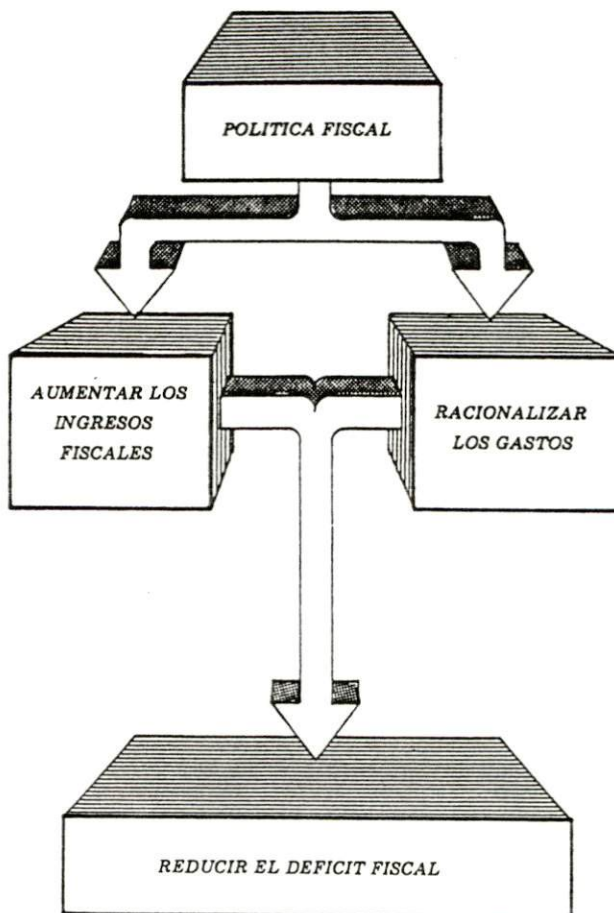 POLITICA FISCAL
AUMENTAR LOS
INGRESOS
FISCALES
RACIONALIZAR
LOS GASTOS
REDUCIR EL DEFICIT FISCAL